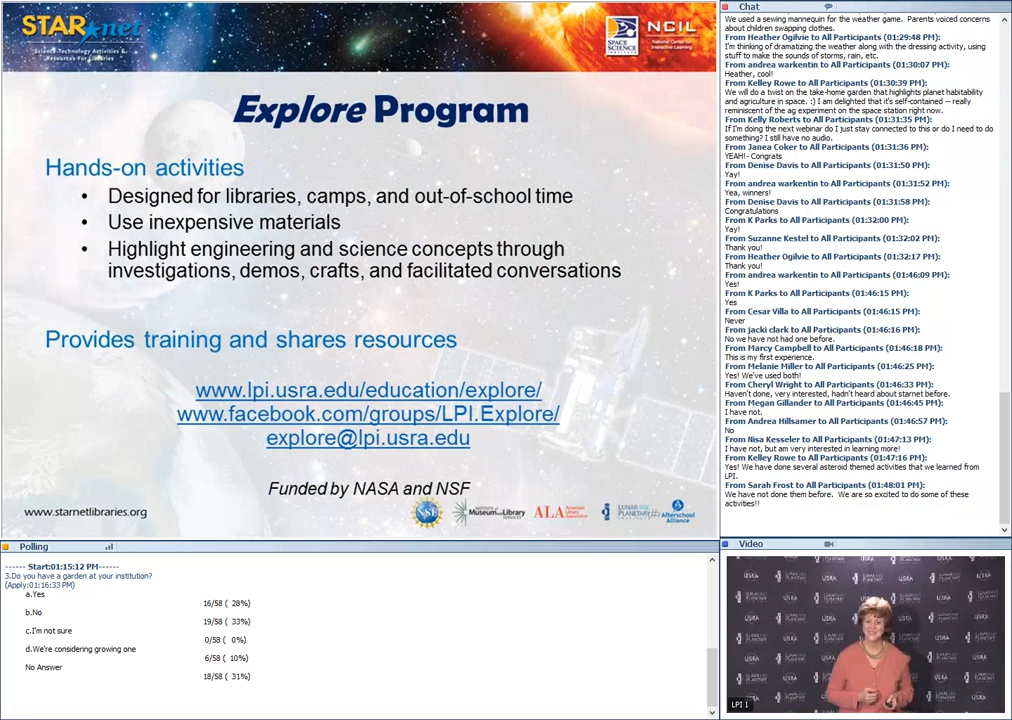 STAR net
Science-Technology Activities &
Resources For Libraries
SPACE
SCIENCE
INSTITUTE
NCIL
National Center for
Interactive Learning
Explore Program
Hands-on activities
• Designed for libraries, camps, and out-of-school time
• Use inexpensive materials
• Highlight engineering and science concepts through
investigations, demos, crafts, and facilitated conversations
Provides training and shares resources
www.lpi.usra.edu/education/explore/
www.facebook.com/groups/LPI.Explore/
explore@lpi.usra.edu
Funded by NASA and NSF
www.starnetlibraries.org
NSF
INSTITUTE of
Museum and Library
SERVICES
ALA American
Library
Association
LUNAR AND
PLANETARY
INSTITUTE
Afterschool
Alliance
Chat
We used a sewing mannequin for the weather game. Parents voiced concerns
about children swapping clothes.
From Heather Ogilvie to All Participants (01:29:48 PM):
I'm thinking of dramatizing the weather along with the dressing activity, using
stuff to make the sounds of storms, rain, etc.
From andrea warkentin to All Participants (01:30:07 PM):
Heather, cool!
From Kelley Rowe to All Participants (01:30:39 PM):
We will do a twist on the take-home garden that highlights planet habitability
and agriculture in space. :) I am delighted that it's self-contained -- really
reminiscent of the ag experiment on the space station right now.
From Kelly Roberts to All Participants (01:31:35 PM):
If I'm doing the next webinar do I just stay connected to this or do I need to do
something? I still have no audio.
From Janea Coker to All Participants (01:31:36 PM):
YEAH!- Congrats
From Denise Davis to All Participants (01:31:50 PM):
Yay!
From andrea warkentin to All Participants (01:31:52 PM):
Yea, winners!
From Denise Davis to All Participants (01:31:58 PM):
Congratulations
From K Parks to All Participants (01:32:00 PM):
Yay!
From Suzanne Kestel to All Participants (01:32:02 PM):
Thank you!
From Heather Ogilvie to All Participants (01:32:17 PM):
Thank you!
From andrea warkentin to All Participants (01:46:09 PM):
Yes!
From K Parks to All Participants (01:46:15 PM):
Yes
From Cesar Villa to All Participants (01:46:15 PM):
Never
From jacki clark to All Participants (01:46:16 PM):
No we have not had one before.
From Marcy Campbell to All Participants (01:46:18 PM):
This is my first experience.
From Melanie Miller to All Participants (01:46:25 PM):
Yes! We've used both!
From Cheryl Wright to All Participants (01:46:33 PM):
Haven't done, very interested, hadn't heard about starnet before.
From Megan Gillander to All Participants (01:46:45 PM):
I have not.
From Andrea Hillsamer to All Participants (01:46:57 PM):
No
From Nisa Kesseler to All Participants (01:47:13 PM):
I have not, but am very interested in learning more!
From Kelley Rowe to All Participants (01:47:16 PM):
Yes! We have done several asteroid themed activities that we learned from
LPI.
From Sarah Frost to All Participants (01:48:01 PM):
We have not done them before. We are so excited to do some of these
activities!!
Polling
------ Start:01:15:12 PM------
3.Do you have a garden at your institution?
(Apply:01:16:33 PM)
a.Yes
16/58 ( 28%)
b.No
19/58 ( 33%)
c.I'm not sure
0/58 ( 0%)
d.We're considering growing one
6/58 ( 10%)
No Answer
18/58 ( 31%)
Video
USRA
LPI 1